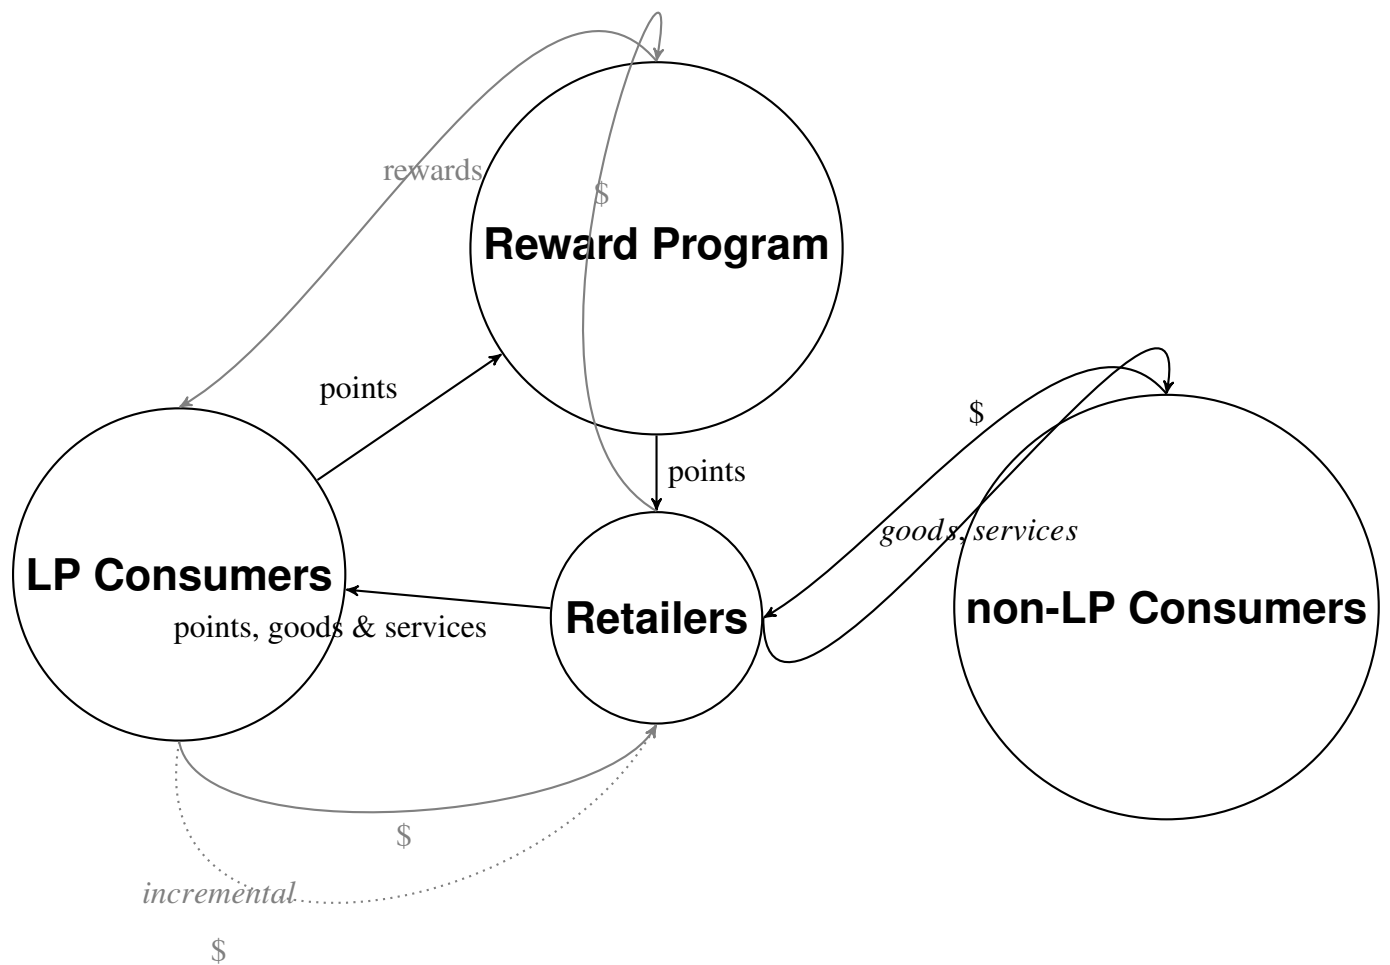 rewards
$
Reward Program
points
$
points
goods, services
LP Consumers
non-LP Consumers
Retailers
points, goods & services
$
incremental
$